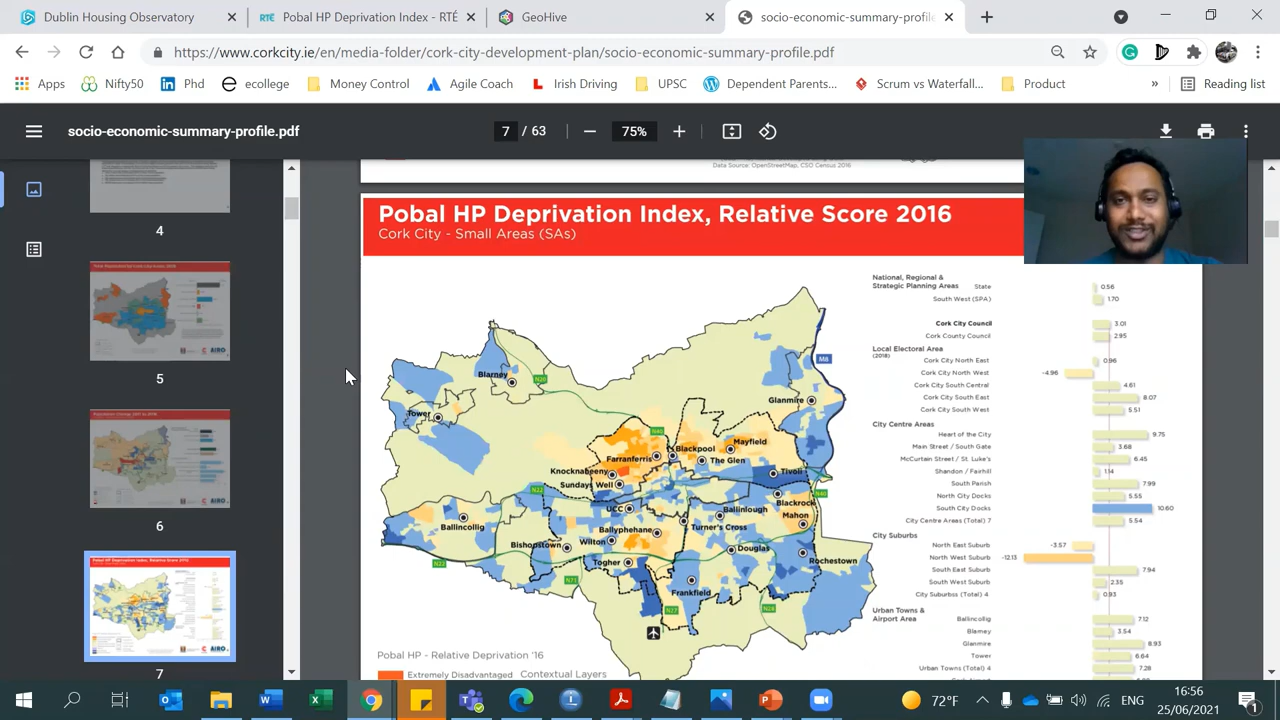 Dublin Housing Observatory
Pobal HP Deprivation Index - RTÉ
GeoHive
socio-economic-summary-profile.p
https://www.corkcity.ie/en/media-folder/cork-city-development-plan/socio-economic-summary-profile.pdf
Apps
Nifty50
Phd
ecollege
Money Control
Agile Coach
Irish Driving
UPSC
Dependent Parents...
Scrum vs Waterfall...
Product
»
Reading list
socio-economic-summary-profile.pdf
7 / 63
75%
4
5
6
7
Data Source: OpenStreetMap, CSO Census 2016
Pobal HP Deprivation Index, Relative Score 2016
Cork City - Small Areas (SAs)
National, Regional &
Strategic Planning Areas
State 0.56
South West (SPA) 1.70
Cork City Council 3.01
Cork County Council 2.95
Local Electoral Area
(2018)
Cork City North East 0.96
Cork City North West -4.96
Cork City South Central 4.61
Cork City South East 8.07
Cork City South West 5.51
City Centre Areas
Heart of the City 9.75
Main Street / South Gate 3.68
McCurtain Street / St. Luke's 6.45
Shandon / Fairhill 1.14
South Parish 7.99
North City Docks 5.55
South City Docks 10.60
City Centre Areas (Total) 7 5.54
City Suburbs
North East Suburb -3.57
North West Suburb -12.13
South East Suburb 7.94
South West Suburb 2.35
City Suburbss (Total) 4 0.93
Urban Towns &
Airport Area
Ballincollig 7.12
Blarney 3.54
Glanmire 8.93
Tower 6.64
Urban Towns (Total) 4 7.28
M8
Blarney
N20
Tower
Glanmire
Mayfield
Blackpool
Farranferris
The Glen
Knocknaheeny
Tivoli
Sundays Well
N22
N40
Blackrock
UCC
Ballinlough
Mahon
Ballincollig
Turner's Cross
Ballyphehane
Bishopstown
Wilton
Douglas
Togher
Rochestown
N22
N71
Frankfield
N27
N28
Pobal HP - Relative Deprivation '16
disadvantaged
Contextual Layers
72°F
ENG
16:56
25/06/2021
1